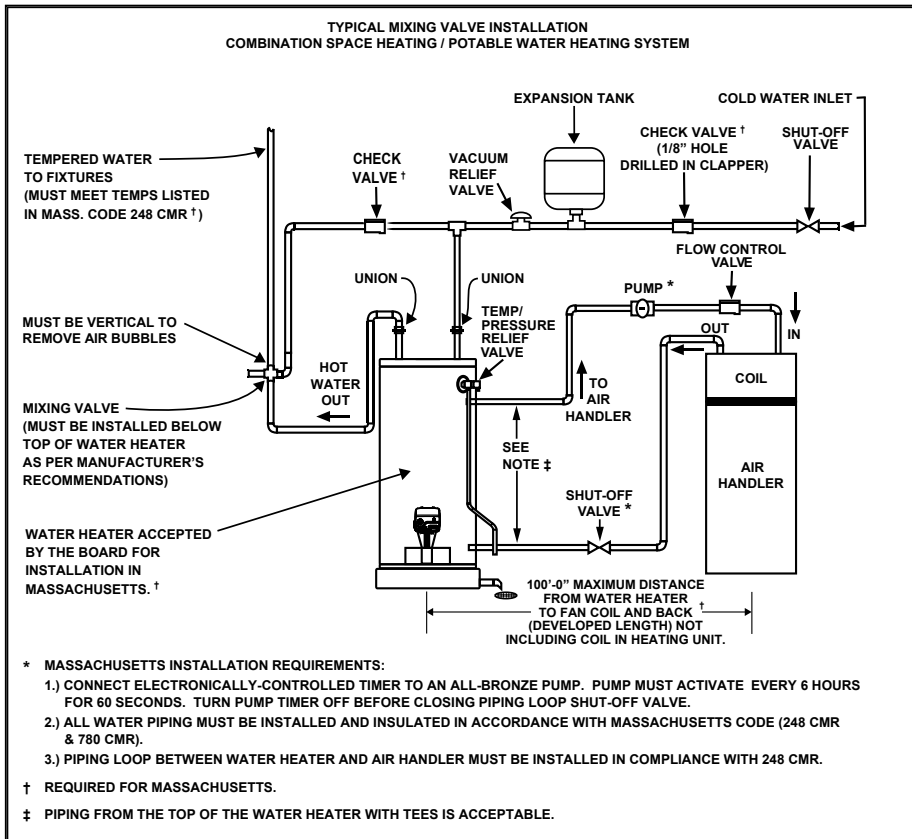 TYPICAL MIXING VALVE INSTALLATION
COMBINATION SPACE HEATING / POTABLE WATER HEATING SYSTEM
EXPANSION TANK
COLD WATER INLET
TEMPERED WATER
TO FIXTURES
(MUST MEET TEMPS LISTED
IN MASS. CODE 248 CMR †)
CHECK
VALVE †
VACUUM
RELIEF
VALVE
CHECK VALVE †
(1/8" HOLE
DRILLED IN CLAPPER)
SHUT-OFF
VALVE
FLOW CONTROL
VALVE
UNION
UNION
PUMP *
TEMP/
PRESSURE
RELIEF
VALVE
OUT
IN
MUST BE VERTICAL TO
REMOVE AIR BUBBLES
HOT
WATER
OUT
TO
AIR
HANDLER
COIL
MIXING VALVE
(MUST BE INSTALLED BELOW
TOP OF WATER HEATER
AS PER MANUFACTURER'S
RECOMMENDATIONS)
SEE
NOTE ‡
AIR
HANDLER
SHUT-OFF
VALVE *
WATER HEATER ACCEPTED
BY THE BOARD FOR
INSTALLATION IN
MASSACHUSETTS. †
100'-0" MAXIMUM DISTANCE
FROM WATER HEATER
TO FAN COIL AND BACK †
(DEVELOPED LENGTH) NOT
INCLUDING COIL IN HEATING UNIT.
* MASSACHUSETTS INSTALLATION REQUIREMENTS:
1.) CONNECT ELECTRONICALLY-CONTROLLED TIMER TO AN ALL-BRONZE PUMP. PUMP MUST ACTIVATE EVERY 6 HOURS
FOR 60 SECONDS. TURN PUMP TIMER OFF BEFORE CLOSING PIPING LOOP SHUT-OFF VALVE.
2.) ALL WATER PIPING MUST BE INSTALLED AND INSULATED IN ACCORDANCE WITH MASSACHUSETTS CODE (248 CMR
& 780 CMR).
3.) PIPING LOOP BETWEEN WATER HEATER AND AIR HANDLER MUST BE INSTALLED IN COMPLIANCE WITH 248 CMR.
† REQUIRED FOR MASSACHUSETTS.
‡ PIPING FROM THE TOP OF THE WATER HEATER WITH TEES IS ACCEPTABLE.